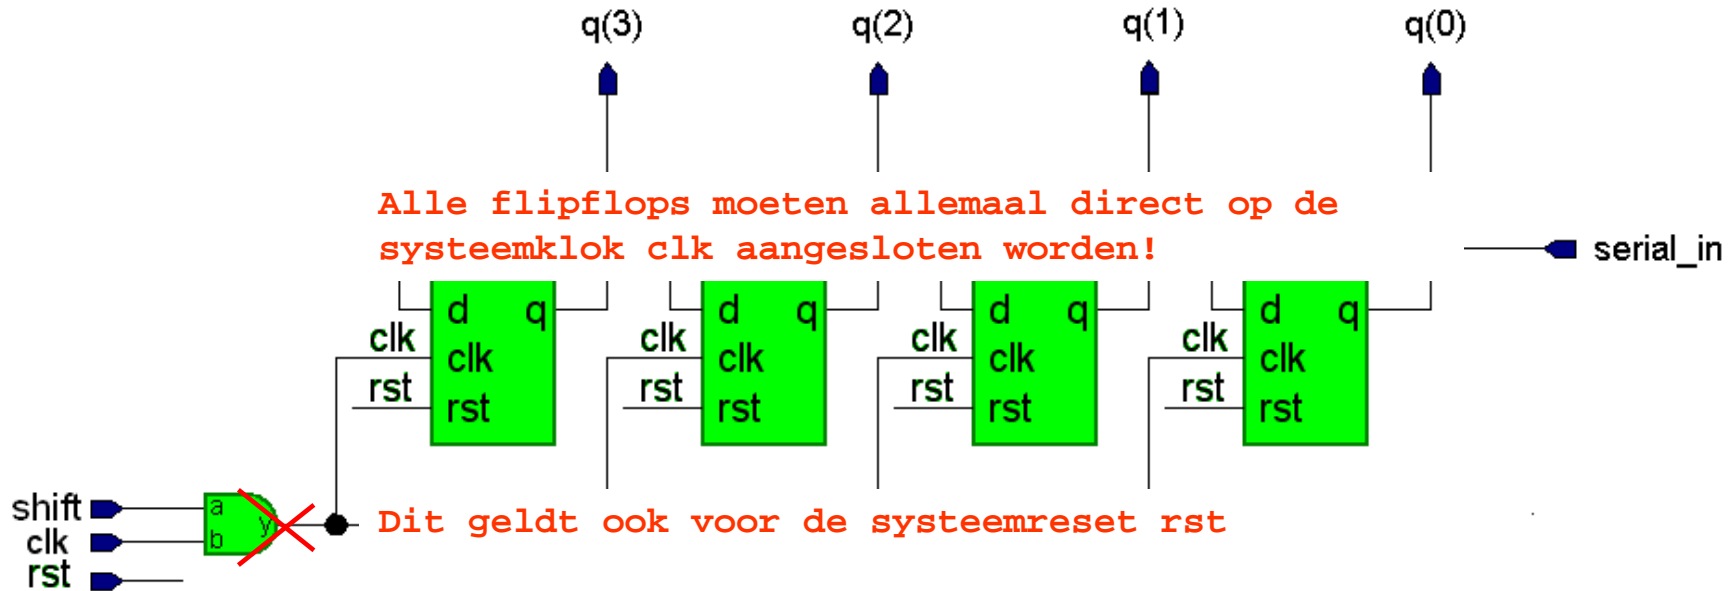 q(3) q(2) q(1) q(0)
Alle flipflops moeten allemaal direct op de
systeemklok clk aangesloten worden!
serial_in
d q d q d q d q
clk clk clk clk
clk clk clk clk
rst rst rst rst
rst rst rst rst
shift a
y
Dit geldt ook voor de systeemreset rst
clk b
rst